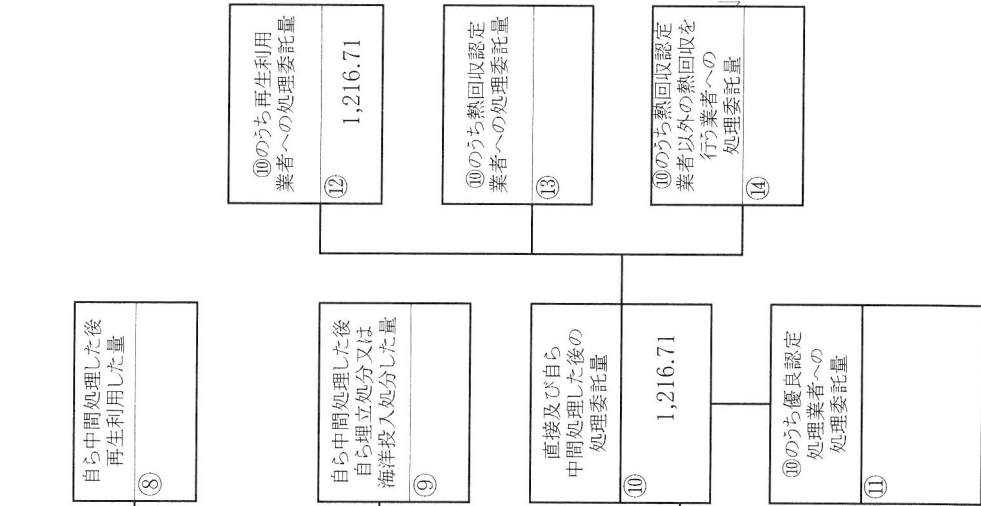 自ら中間処理した後
再生利用した量
⑧
自ら中間処理した後
自ら埋立処分又は
海洋投入処分した量
⑨
直接及び自ら
中間処理した後の
処理委託量
⑩
1,216.71
⑩のうち優良認定
処理業者への
処理委託量
⑪
⑩のうち再生利用
業者への処理委託量
⑫
1,216.71
⑩のうち熱回収認定
業者への処理委託量
⑬
⑩のうち熱回収認定
業者以外の熱回収を
行う業者への
処理委託量
⑭